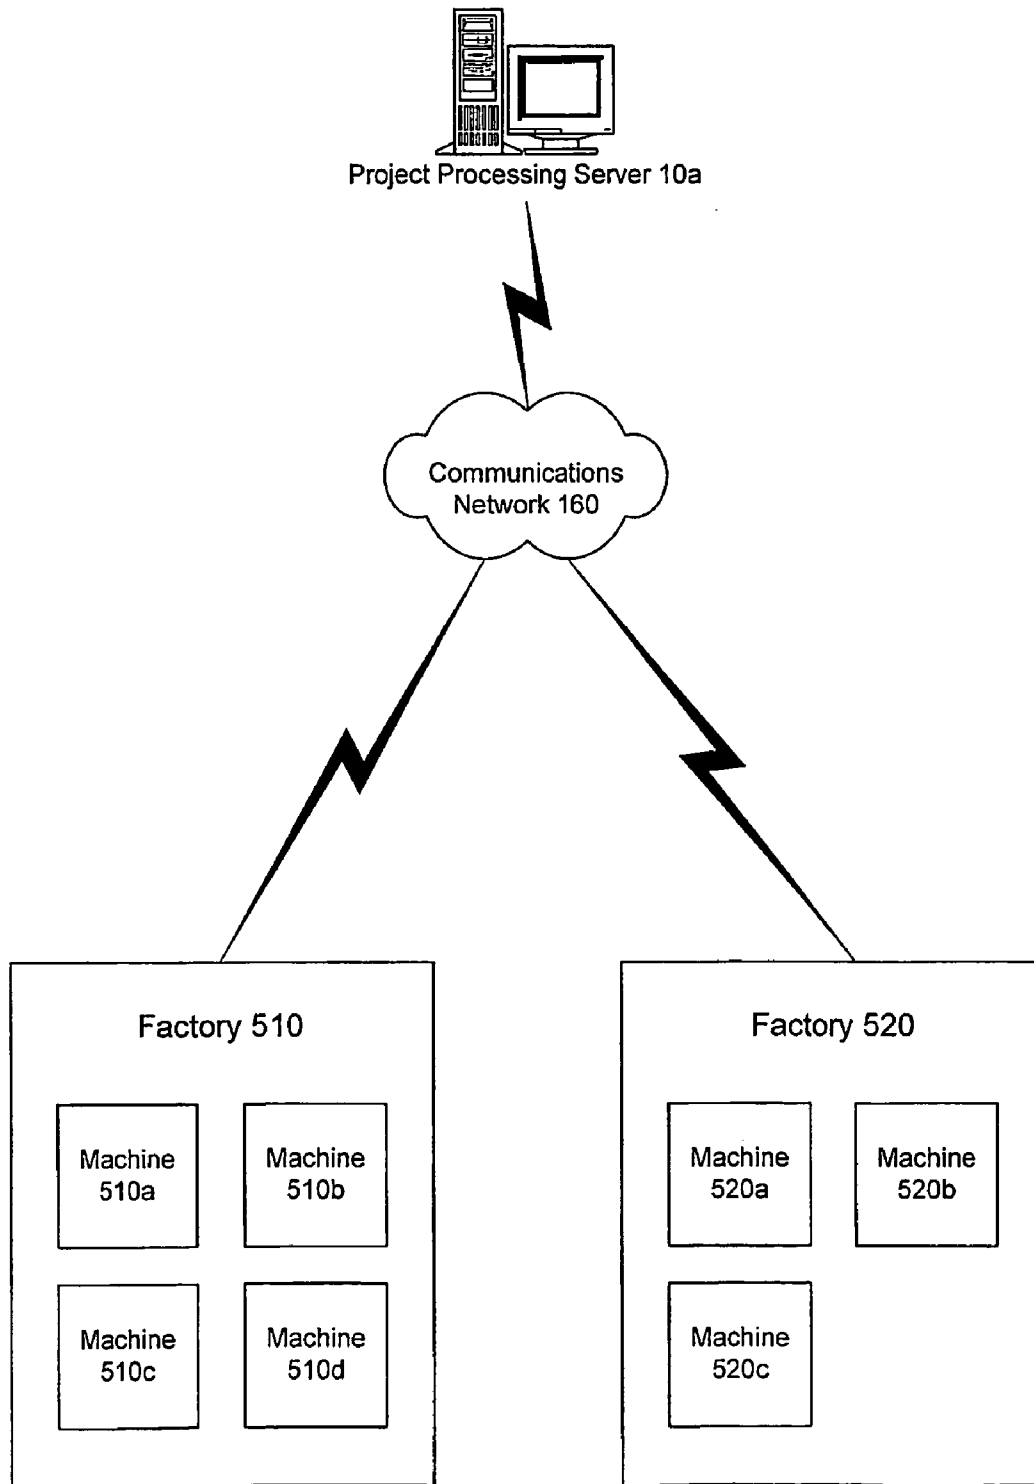 Project Processing Server 10a
Communications
Network 160
Factory 510
Machine
510a
Machine
510b
Machine
510c
Machine
510d
Factory 520
Machine
520a
Machine
520b
Machine
520c